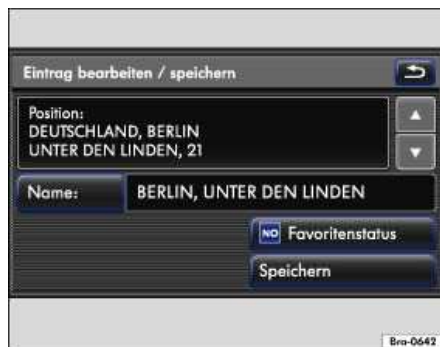 Eintrag bearbeiten / speichern
Position:
DEUTSCHLAND, BERLIN
UNTER DEN LINDEN, 21
Name:
BERLIN, UNTER DEN LINDEN
NO Favoritenstatus
Speichern
Bra-0642